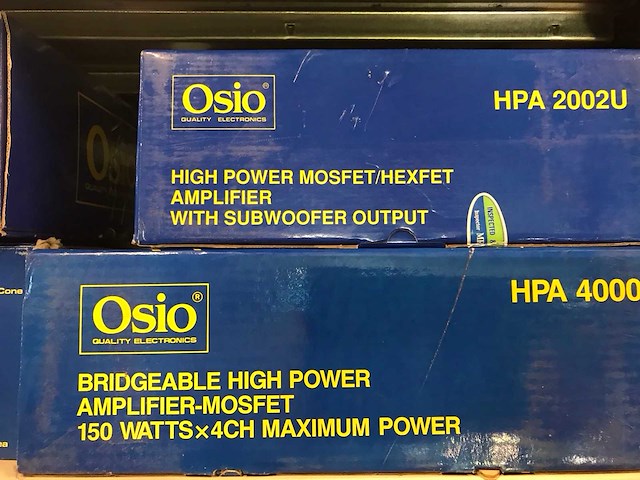 Osio®
QUALITY ELECTRONICS
HPA 2002U
HIGH POWER MOSFET/HEXFET
AMPLIFIER
WITH SUBWOOFER OUTPUT
INSPECTED
Osio®
QUALITY ELECTRONICS
HPA 4000
BRIDGEABLE HIGH POWER
AMPLIFIER-MOSFET
150 WATTS×4CH MAXIMUM POWER